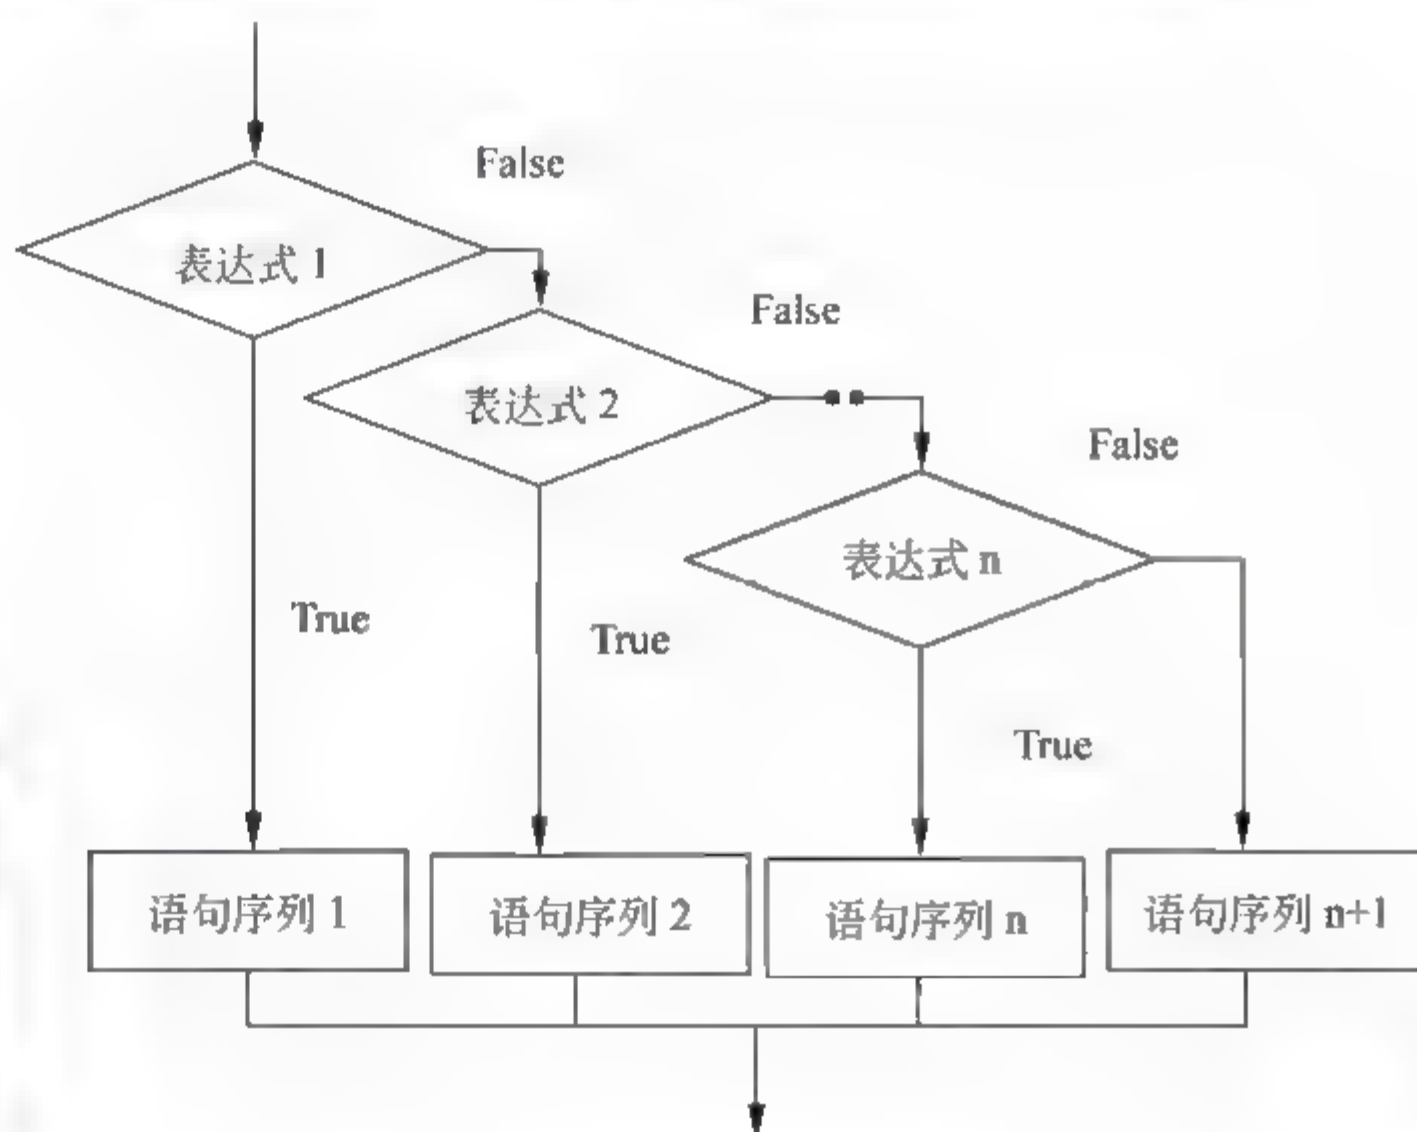 False
表达式 1
False
表达式 2
False
表达式 n
True
True
True
语句序列 1
语句序列 2
语句序列 n
语句序列 n+1